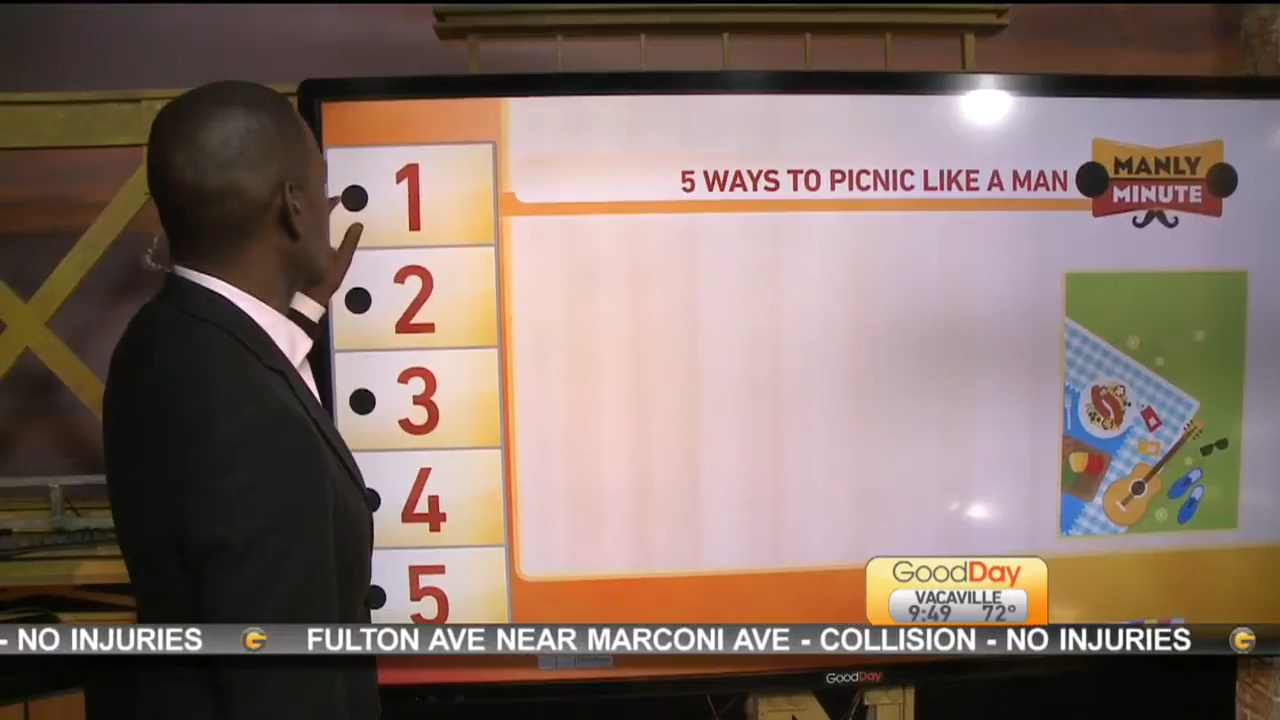 1
2
3
4
5
5 WAYS TO PICNIC LIKE A MAN
MANLY
MINUTE
GoodDay
VACAVILLE
9:49 72°
- NO INJURIES FULTON AVE NEAR MARCONI AVE - COLLISION - NO INJURIES
GoodDay